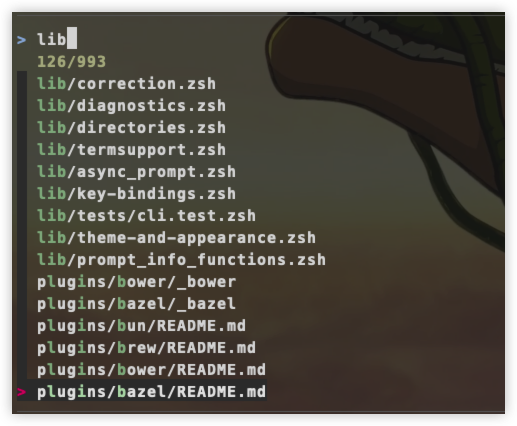 > lib
126/993
lib/correction.zsh
lib/diagnostics.zsh
lib/directories.zsh
lib/termsupport.zsh
lib/async_prompt.zsh
lib/key-bindings.zsh
lib/tests/cli.test.zsh
lib/theme-and-appearance.zsh
lib/prompt_info_functions.zsh
plugins/bower/_bower
plugins/bazel/_bazel
plugins/bun/README.md
plugins/brew/README.md
plugins/bower/README.md
> plugins/bazel/README.md